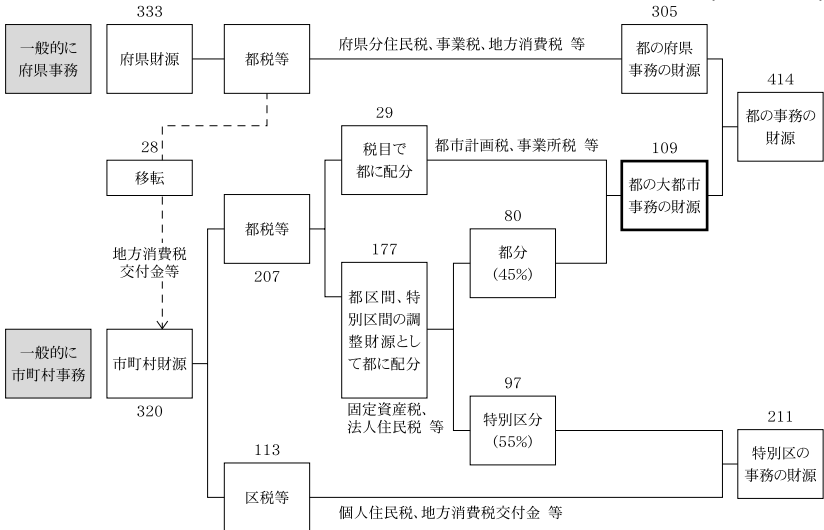 333
305
一般的に
府県事務
府県財源
都税等
府県分住民税、事業税、地方消費税 等
都の府県
事務の財源
414
都の事務の
財源
28
移転
29
税目で
都に配分
都市計画税、事業所税 等
109
都の大都市
事務の財源
地方消費税
交付金等
都税等
207
80
都分
(45%)
177
都区間、特
別区間の調
整財源とし
て都に配分
固定資産税、
法人住民税 等
一般的に
市町村事務
市町村財源
320
97
特別区分
(55%)
211
特別区の
事務の財源
113
区税等
個人住民税、地方消費税交付金 等